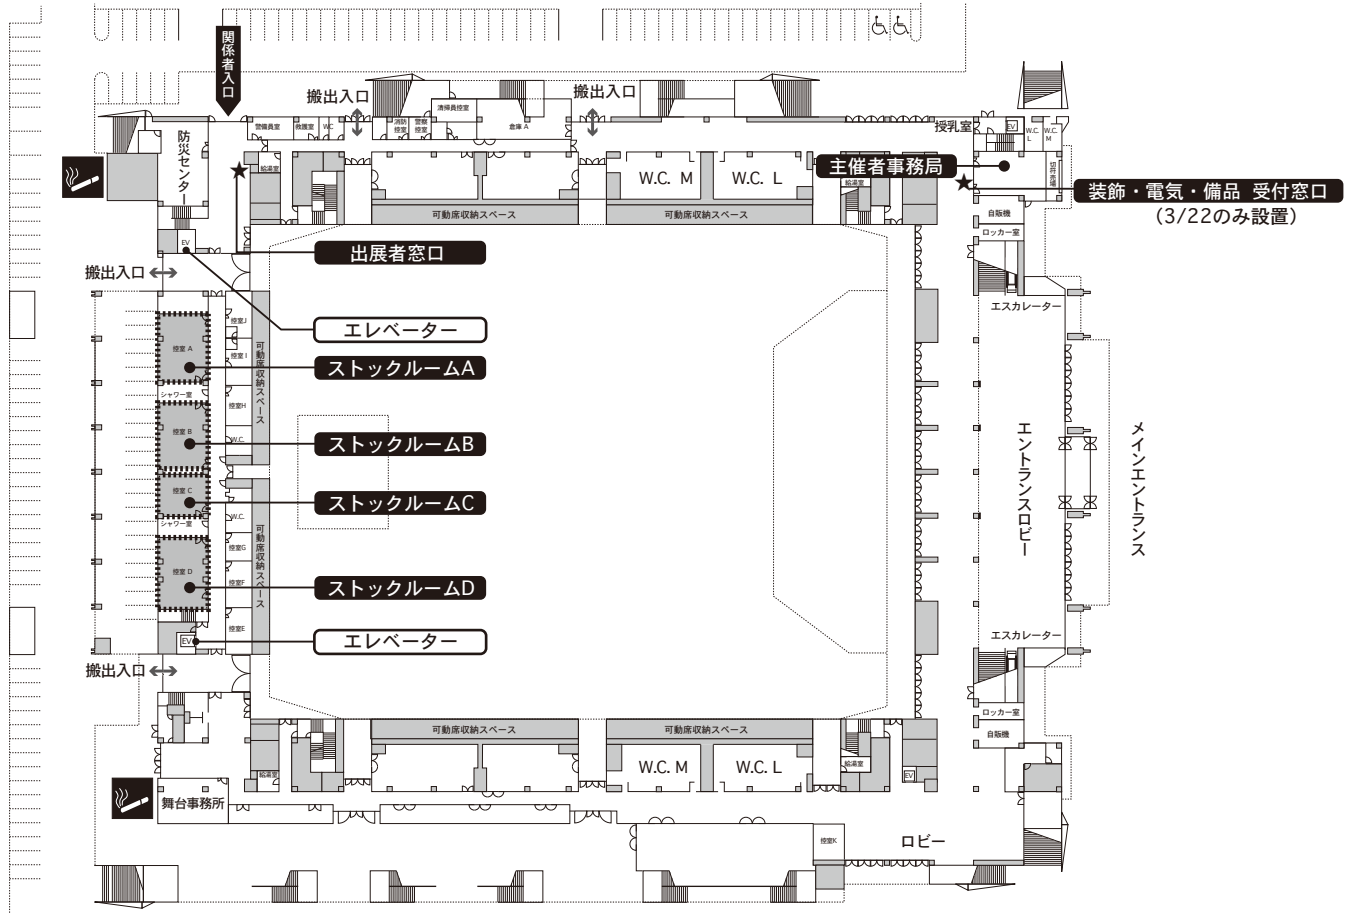 関係者入口
搬出入口
搬出入口
清掃員控室
警備員室
救護室
W.C
消防控室
警察控室
倉庫 A
授乳室
EV
W.C. L
W.C. M
防災センター
給湯室
W.C. M
W.C. L
主催者事務局
給湯室
装飾・電気・備品 受付窓口
(3/22のみ設置)
可動席収納スペース
可動席収納スペース
自販機
ロッカー室
EV
出展者窓口
搬出入口
エスカレーター
控室J
エレベーター
控室 A
控室 I
ストックルームA
可動席収納スペース
シャワー室
控室H
控室 B
W.C.
ストックルームB
控室 C
ストックルームC
シャワー室
W.C.
可動席収納スペース
控室G
控室 D
控室F
ストックルームD
控室E
EV
エレベーター
エントランスロビー
メインエントランス
エスカレーター
搬出入口
ロッカー室
自販機
可動席収納スペース
可動席収納スペース
給湯室
W.C. M
W.C. L
給湯室
EV
舞台事務所
控室K
ロビー